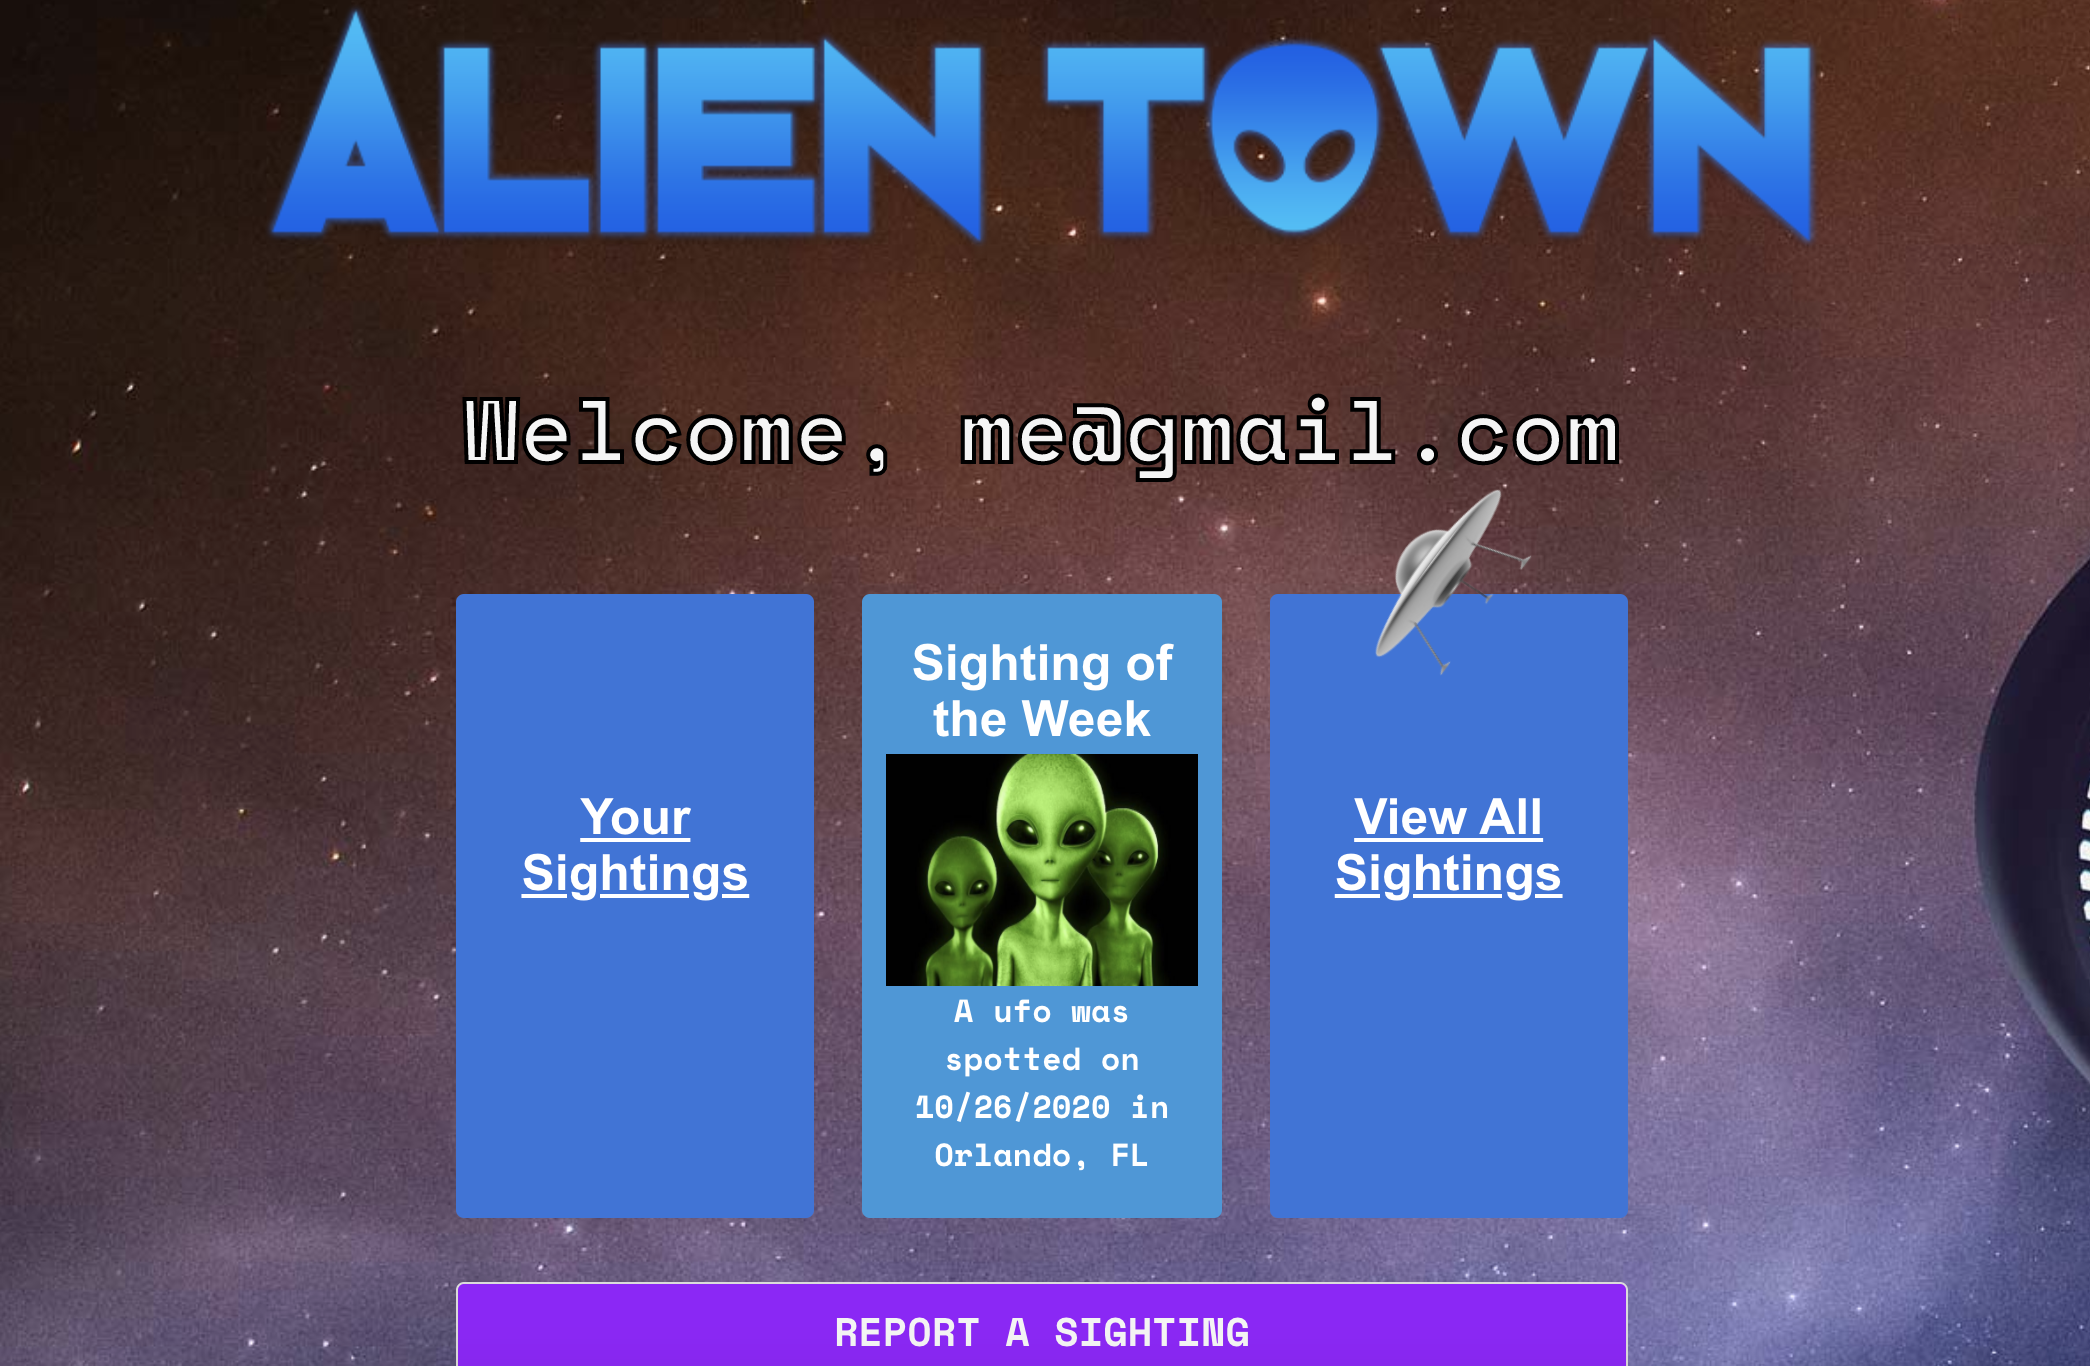 ALIEN TOWN
Welcome, me@gmail.com
Your
Sightings
Sighting of
the Week
A ufo was
spotted on
10/26/2020 in
Orlando, FL
View All
Sightings
REPORT A SIGHTING